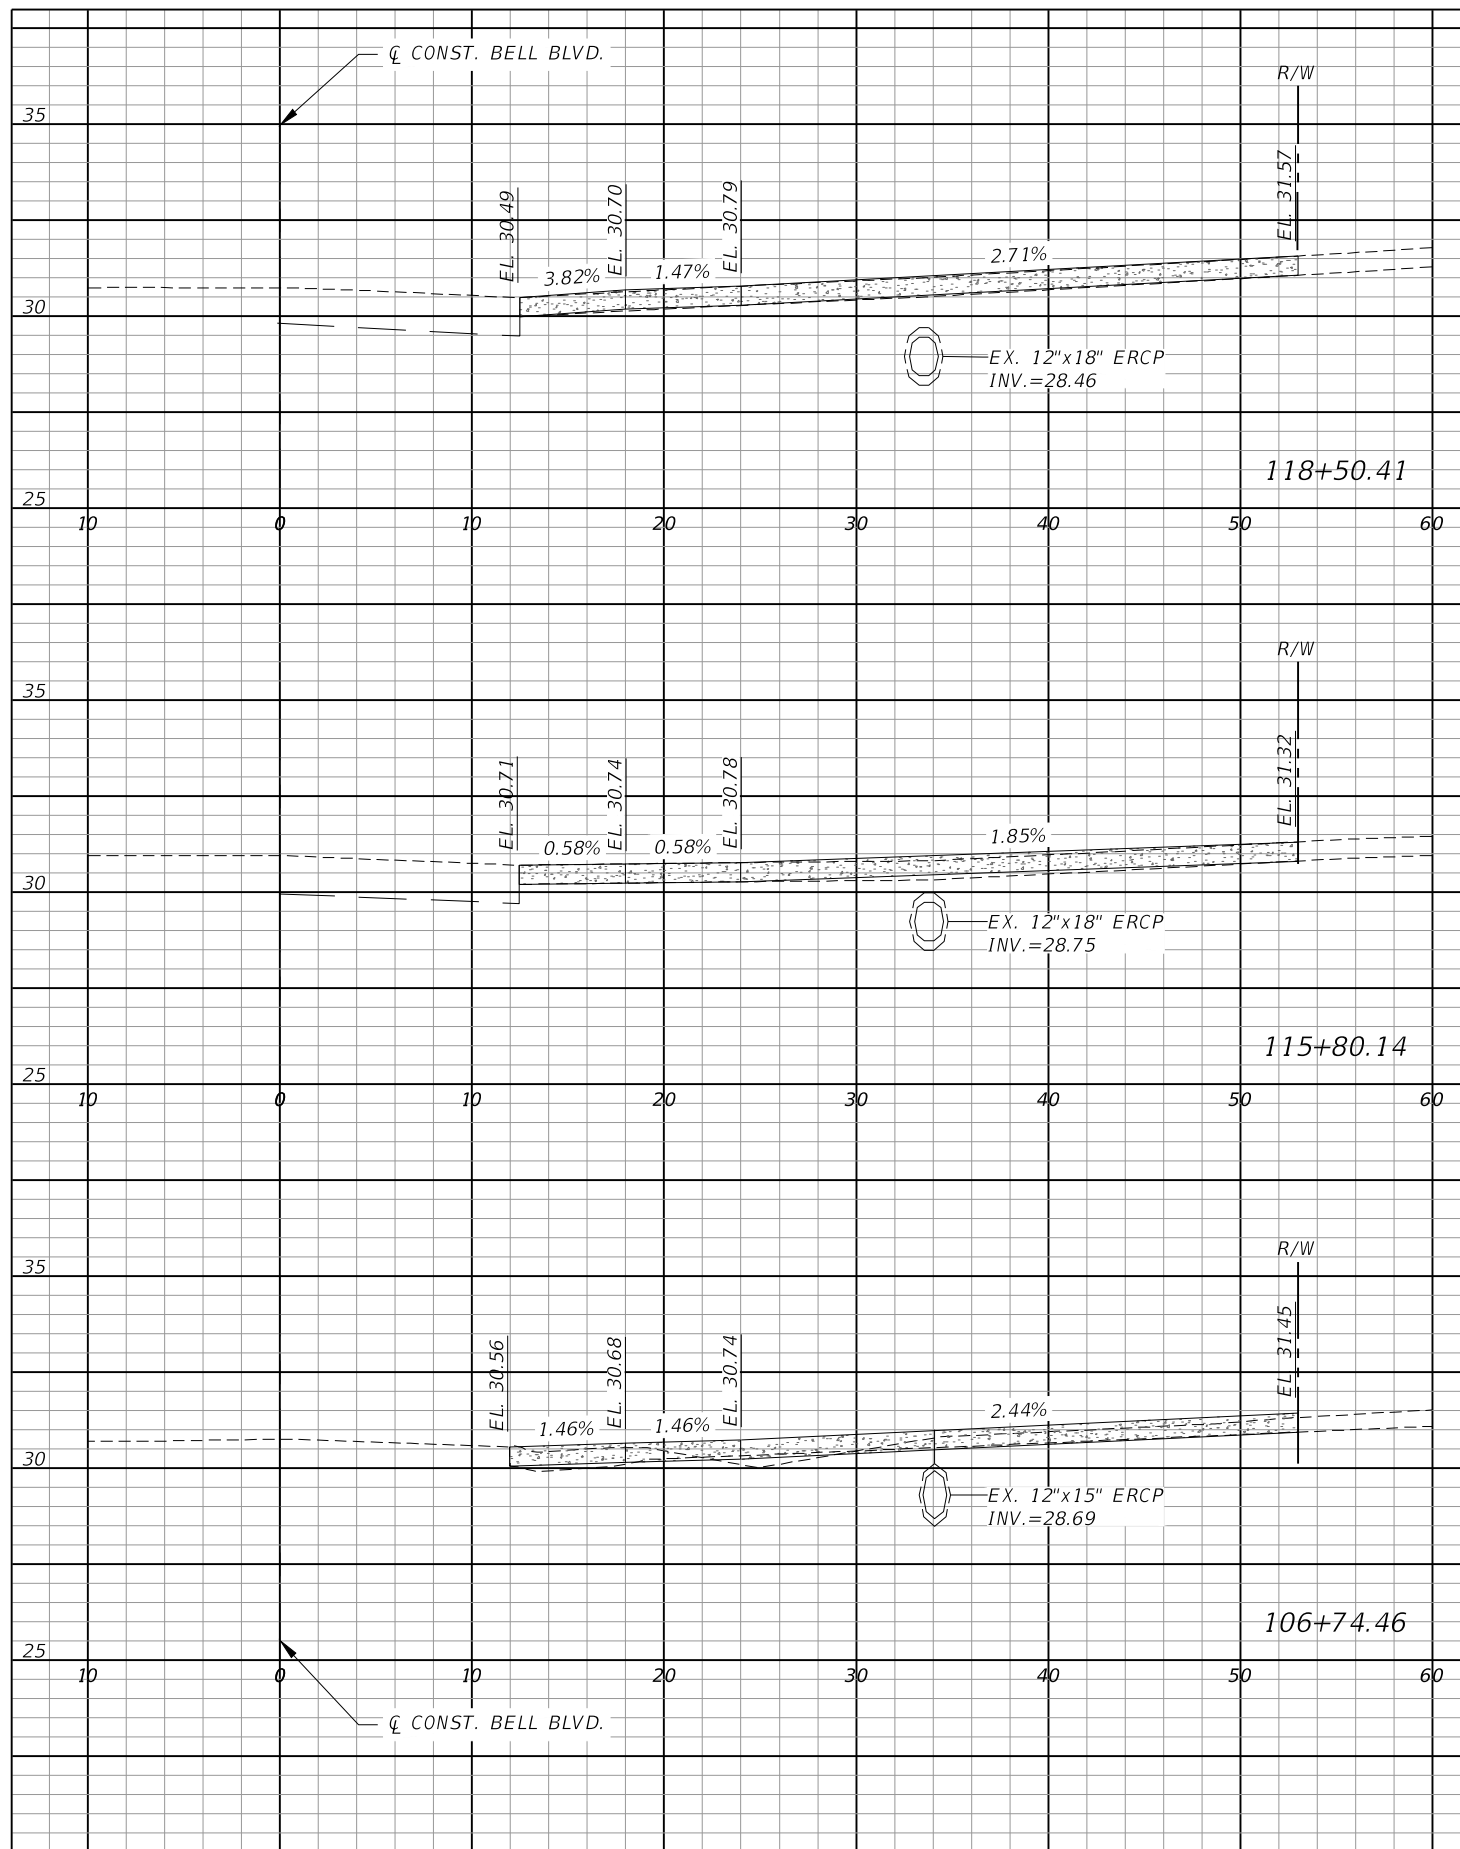 ℄ CONST. BELL BLVD.
R/W
35
EL. 30.49
EL. 30.70
EL. 30.79
EL. 31.57
3.82%
1.47%
2.71%
30
EX. 12"x18" ERCP
INV.=28.46
118+50.41
25
10 0 10 20 30 40 50 60
R/W
35
EL. 30.71
EL. 30.74
EL. 30.78
EL. 31.32
0.58%
0.58%
1.85%
30
EX. 12"x18" ERCP
INV.=28.75
115+80.14
25
10 0 10 20 30 40 50 60
R/W
35
EL. 30.56
EL. 30.68
EL. 30.74
EL. 31.45
1.46%
1.46%
2.44%
30
EX. 12"x15" ERCP
INV.=28.69
106+74.46
25
10 0 10 20 30 40 50 60
℄ CONST. BELL BLVD.